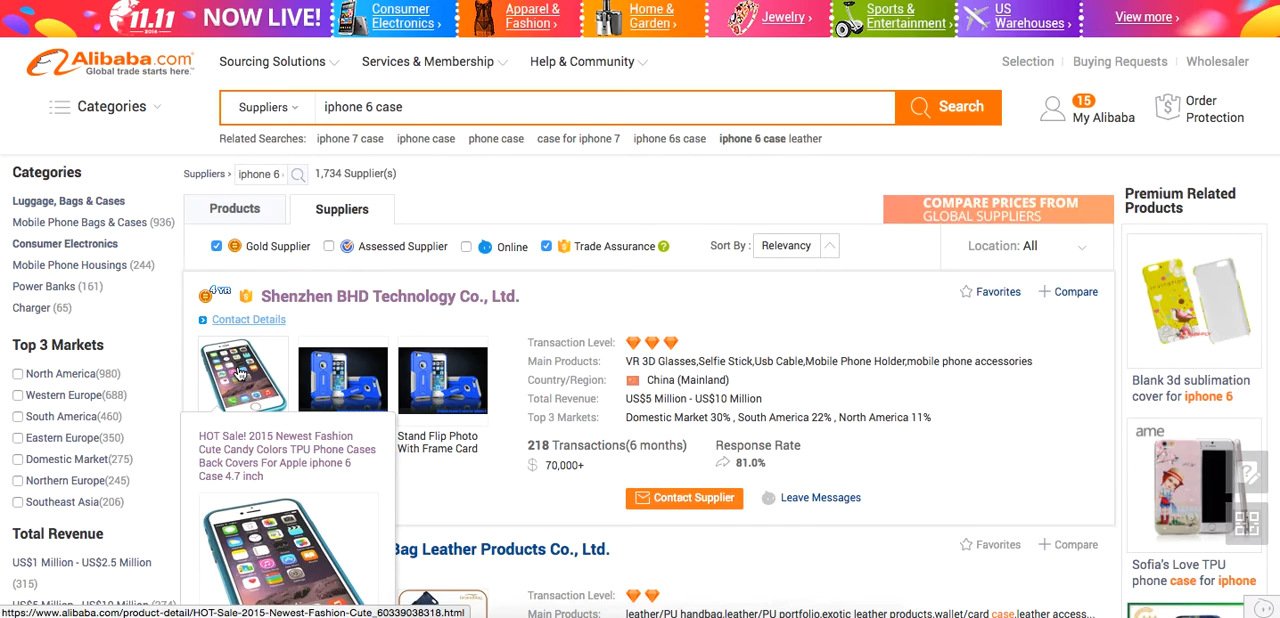 11.11
2016
NOW LIVE!
Consumer
Electronics ›
Apparel &
Fashion ›
Home &
Garden ›
Jewelry ›
Sports &
Entertainment ›
US
Warehouses ›
View more ›
Alibaba.com
Global trade starts here.™
Sourcing Solutions
Services & Membership
Help & Community
Selection
Buying Requests
Wholesaler
Categories
Suppliers
iphone 6 case
Search
15
My Alibaba
Order
Protection
Related Searches: iphone 7 case iphone case phone case case for iphone 7 iphone 6s case iphone 6 case leather
Categories
Luggage, Bags & Cases
Mobile Phone Bags & Cases (936)
Consumer Electronics
Mobile Phone Housings (244)
Power Banks (161)
Charger (65)
Top 3 Markets
North America(980)
Western Europe(688)
South America(460)
Eastern Europe(350)
Domestic Market(275)
Northern Europe(245)
Southeast Asia(206)
Total Revenue
US$1 Million - US$2.5 Million
(315)
Suppliers › iphone 6 1,734 Supplier(s)
Products
Suppliers
COMPARE PRICES FROM
GLOBAL SUPPLIERS
Gold Supplier
Assessed Supplier
Online
Trade Assurance
Sort By : Relevancy
Location: All
4 YR
Shenzhen BHD Technology Co., Ltd.
Favorites
Compare
Contact Details
Transaction Level:
Main Products: VR 3D Glasses,Selfie Stick,Usb Cable,Mobile Phone Holder,mobile phone accessories
Country/Region: China (Mainland)
Total Revenue: US$5 Million - US$10 Million
Top 3 Markets: Domestic Market 30% , South America 22% , North America 11%
218 Transactions(6 months)
70,000+
Response Rate
81.0%
Contact Supplier
Leave Messages
Stand Flip Photo
With Frame Card
HOT Sale! 2015 Newest Fashion
Cute Candy Colors TPU Phone Cases
Back Covers For Apple iphone 6
Case 4.7 inch
Bag Leather Products Co., Ltd.
Favorites
Compare
Transaction Level:
Main Products: leather/PU handbag,leather/PU portfolio,exotic leather products,wallet/card case,leather access...
Premium Related
Products
Blank 3d sublimation
cover for iphone 6
ame
Sofia's Love TPU
phone case for iphone
https://www.alibaba.com/product-detail/HOT-Sale-2015-Newest-Fashion-Cute_60339038318.html